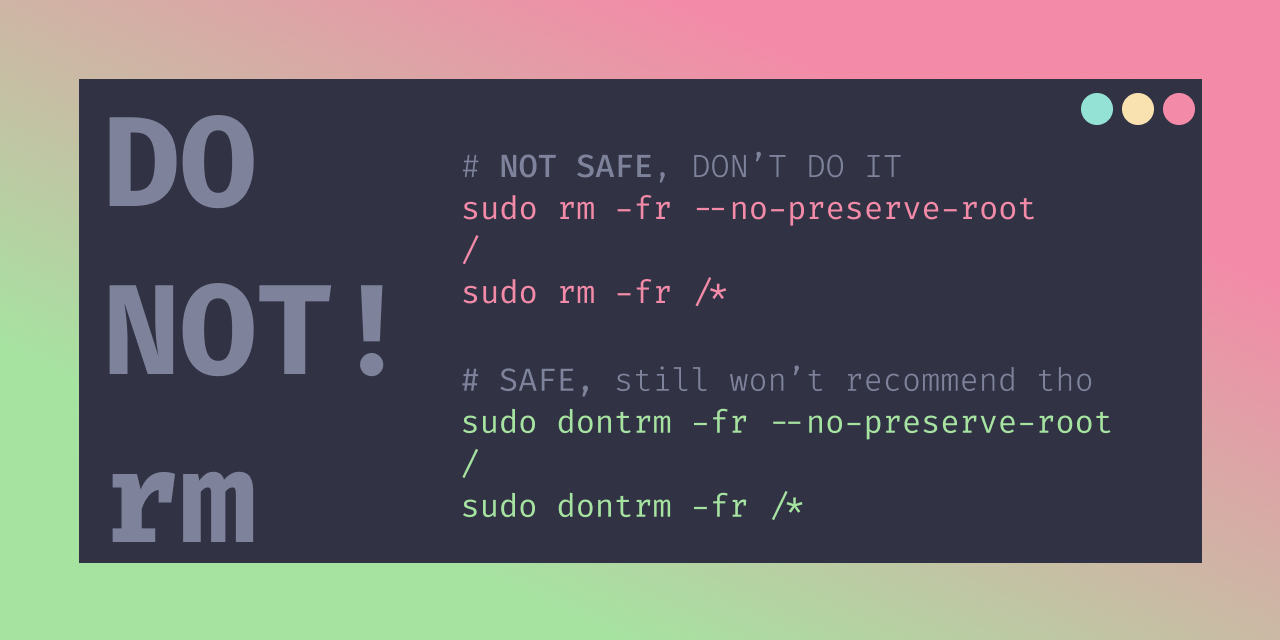 DO
NOT!
rm
# NOT SAFE, DON’T DO IT
sudo rm -fr --no-preserve-root
/
sudo rm -fr /*
# SAFE, still won’t recommend tho
sudo dontrm -fr --no-preserve-root
/
sudo dontrm -fr /*